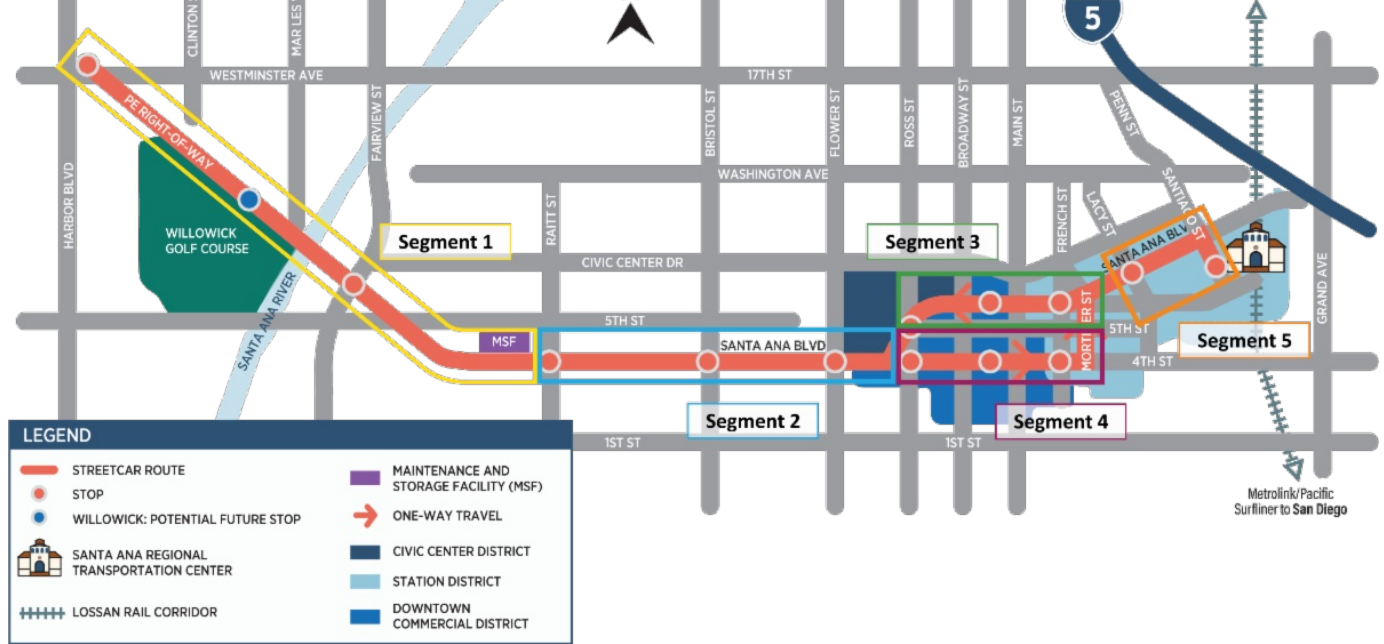 5
CLINTON ST
MAR LES
WESTMINSTER AVE
17TH ST
PE RIGHT-OF-WAY
FAIRVIEW ST
BRISTOL ST
FLOWER ST
ROSS ST
BROADWAY ST
MAIN ST
PENN ST
WASHINGTON AVE
HARBOR BLVD
WILLOWICK
GOLF COURSE
SANTA ANA RIVER
Segment 1
RAITT ST
CIVIC CENTER DR
Segment 3
FRENCH ST
LACY ST
SANTIAGO ST
SANTA ANA BLV
GRAND AVE
5TH ST
MSF
SANTA ANA BLVD
MORTIMER ST
5TH ST
4TH ST
Segment 5
Segment 2
Segment 4
1ST ST
1ST ST
Metrolink/Pacific
Surfliner to San Diego
LEGEND
STREETCAR ROUTE
STOP
WILLOWICK: POTENTIAL FUTURE STOP
SANTA ANA REGIONAL
TRANSPORTATION CENTER
LOSSAN RAIL CORRIDOR
MAINTENANCE AND
STORAGE FACILITY (MSF)
ONE-WAY TRAVEL
CIVIC CENTER DISTRICT
STATION DISTRICT
DOWNTOWN
COMMERCIAL DISTRICT